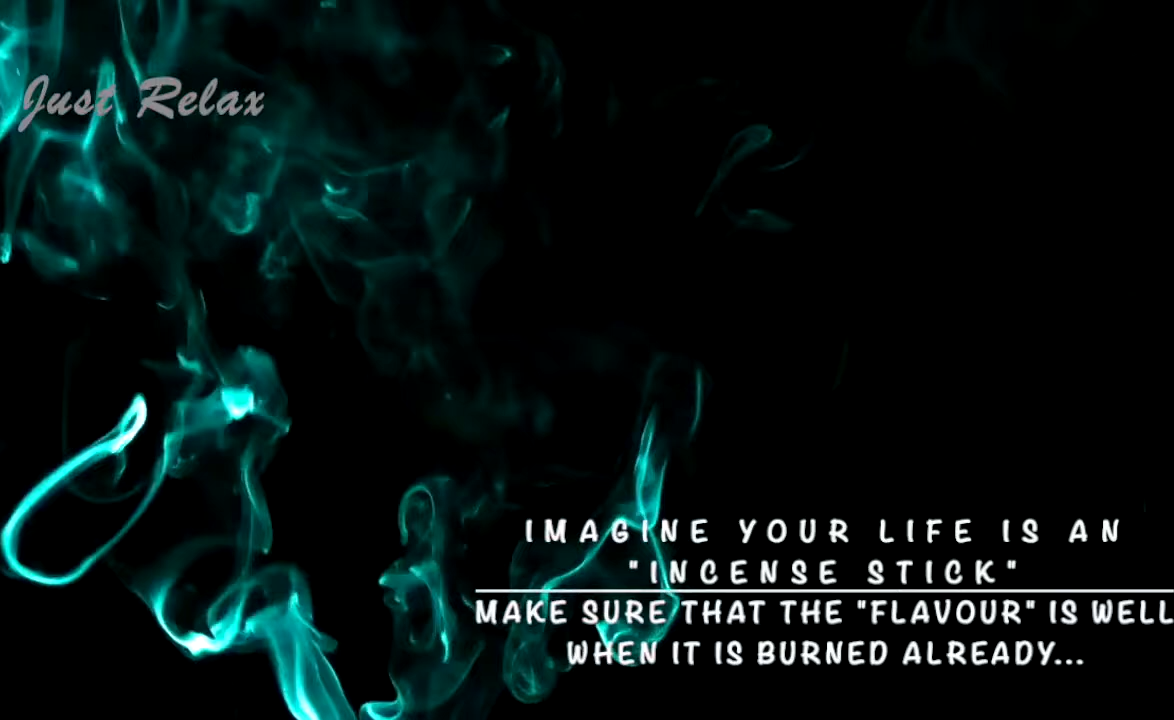 Just Relax
IMAGINE YOUR LIFE IS AN
"INCENSE STICK"
MAKE SURE THAT THE "FLAVOUR" IS WELL
WHEN IT IS BURNED ALREADY...